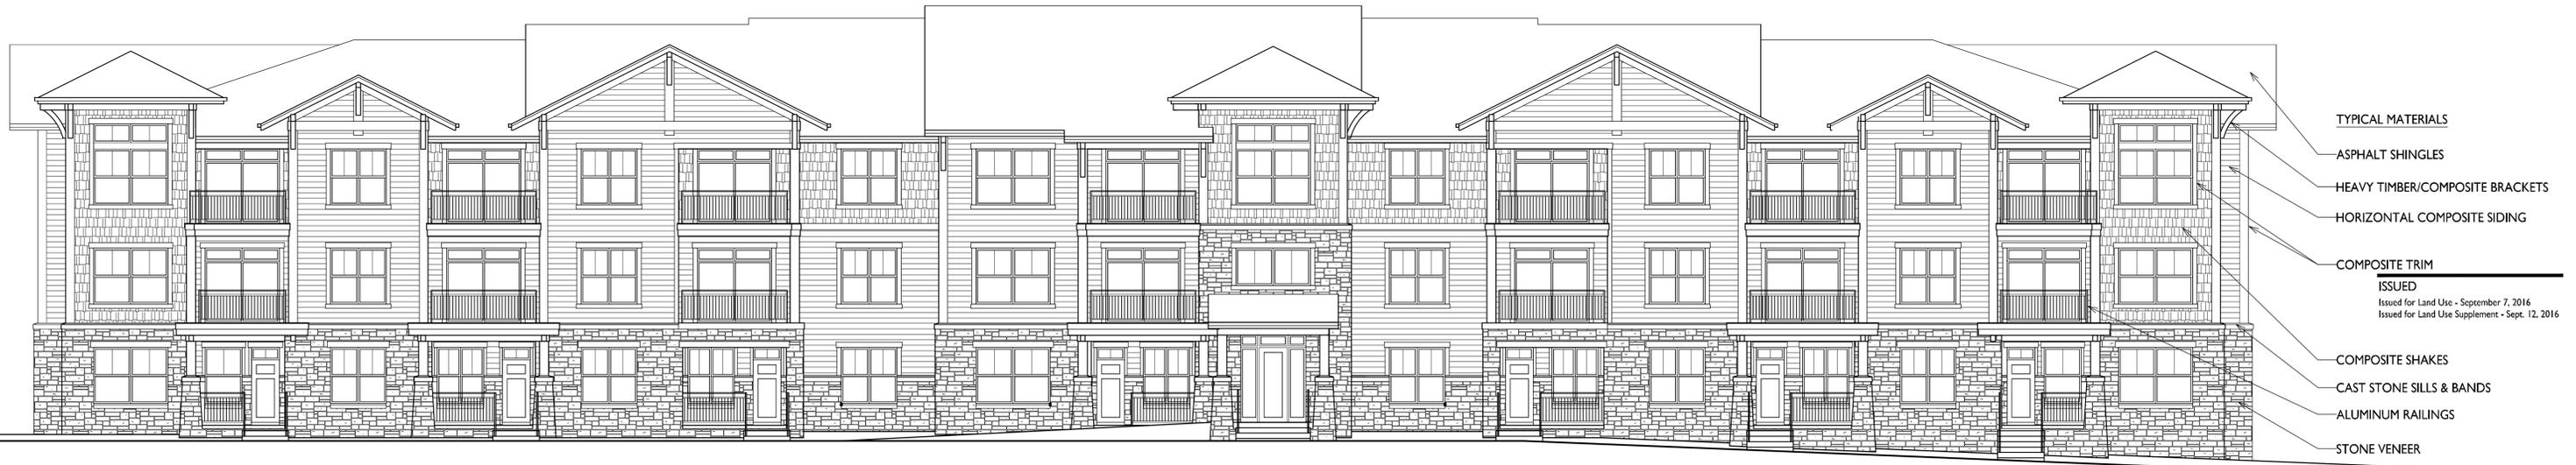 TYPICAL MATERIALS
ASPHALT SHINGLES
HEAVY TIMBER/COMPOSITE BRACKETS
HORIZONTAL COMPOSITE SIDING
COMPOSITE TRIM
ISSUED
Issued for Land Use - September 7, 2016
Issued for Land Use Supplement - Sept. 12, 2016
COMPOSITE SHAKES
CAST STONE SILLS & BANDS
ALUMINUM RAILINGS
STONE VENEER